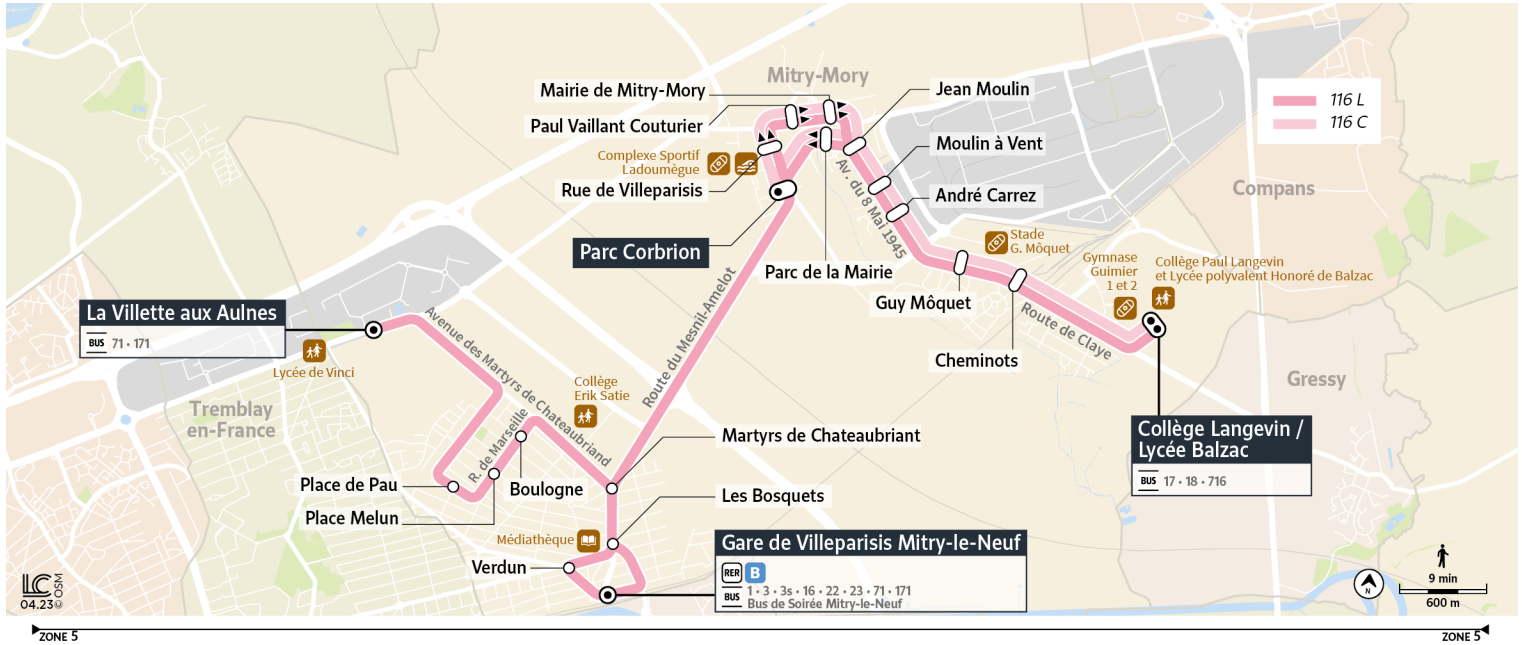 Mitry-Mory
Mairie de Mitry-Mory
Paul Vaillant Couturier
Complexe Sportif
Ladoumègue
Rue de Villeparisis
Parc Corbrion
Jean Moulin
Moulin à Vent
André Carrez
Av. du 8 Mai 1945
Parc de la Mairie
Guy Môquet
Stade
G. Môquet
Cheminots
Route de Claye
Gymnase
Guimier
1 et 2
Collège Paul Langevin
et Lycée polyvalent Honoré de Balzac
116 L
116 C
Compans
Gressy
Collège Langevin /
Lycée Balzac
BUS 17 • 18 • 716
La Villette aux Aulnes
BUS 71 • 171
Lycée de Vinci
Tremblay
en-France
Avenue des Martyrs de Chateaubriand
Route du Mesnil-Amelot
Collège
Erik Satie
R. de Marseille
Boulogne
Place de Pau
Place Melun
Martyrs de Chateaubriant
Les Bosquets
Médiathèque
Verdun
Gare de Villeparisis Mitry-le-Neuf
RER B
BUS 1 • 3 • 3s • 16 • 22 • 23 • 71 • 171
Bus de Soirée Mitry-le-Neuf
LC
04.23 © OSM
N
9 min
600 m
ZONE 5
ZONE 5